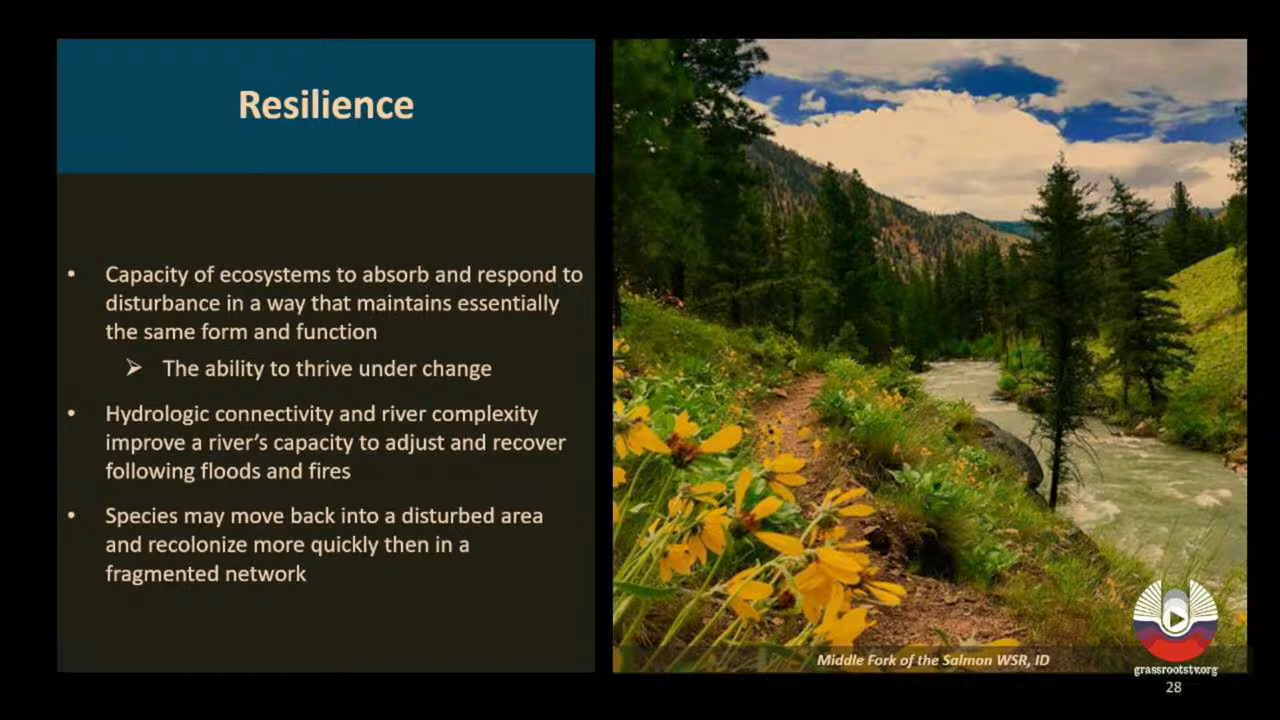 Resilience
• Capacity of ecosystems to absorb and respond to
disturbance in a way that maintains essentially
the same form and function
➢ The ability to thrive under change
• Hydrologic connectivity and river complexity
improve a river's capacity to adjust and recover
following floods and fires
• Species may move back into a disturbed area
and recolonize more quickly then in a
fragmented network
Middle Fork of the Salmon WSR, ID
grassrootstv.org
28